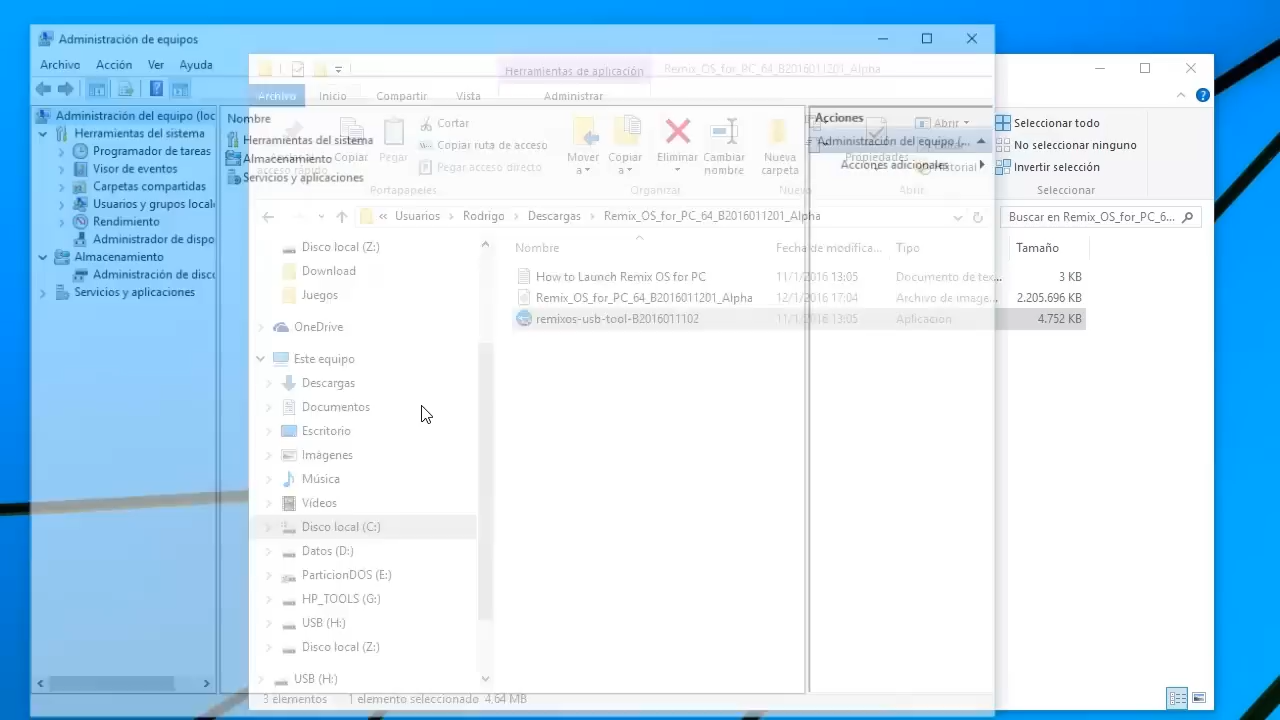 Administración de equipos
Archivo Acción Ver Ayuda
Administración del equipo (loc
Herramientas del sistema
Programador de tareas
Visor de eventos
Carpetas compartidas
Usuarios y grupos locale
Rendimiento
Administrador de dispo
Almacenamiento
Administración de disco
Servicios y aplicaciones
Nombre
Herramientas del sistema
Almacenamiento
Servicios y aplicaciones
Acciones
Administración del equipo (...
Acciones adicionales
Herramientas de aplicación
Remix_OS_for_PC_64_B2016011201_Alpha
Archivo Inicio Compartir Vista Administrar
acceso rápido
Copiar
Pegar
Cortar
Copiar ruta de acceso
Pegar acceso directo
Portapapeles
Mover a
Copiar a
Eliminar
Cambiar nombre
Organizar
Nueva carpeta
Nuevo
Propiedades
Abrir
Historial
Abrir
Seleccionar todo
No seleccionar ninguno
Invertir selección
Seleccionar
« Usuarios > Rodrigo > Descargas > Remix_OS_for_PC_64_B2016011201_Alpha
Buscar en Remix_OS_for_PC_6...
Disco local (Z:)
Download
Juegos
OneDrive
Este equipo
Descargas
Documentos
Escritorio
Imágenes
Música
Vídeos
Disco local (C:)
Datos (D:)
ParticionDOS (E:)
HP_TOOLS (G:)
USB (H:)
Disco local (Z:)
USB (H:)
Nombre Fecha de modifica... Tipo Tamaño
How to Launch Remix OS for PC 11/1/2016 13:05 Documento de tex... 3 KB
Remix_OS_for_PC_64_B2016011201_Alpha 12/1/2016 17:04 Archivo de image... 2.205.696 KB
remixos-usb-tool-B2016011102 11/1/2016 13:05 Aplicación 4.752 KB
3 elementos 1 elemento seleccionado 4,64 MB